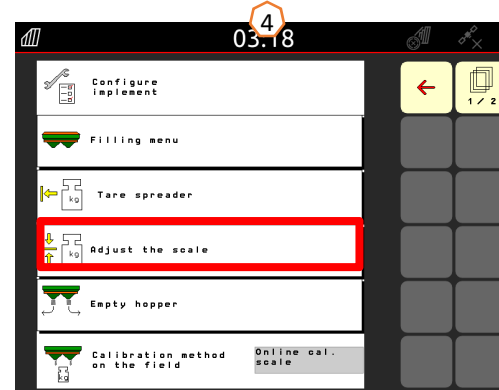 4
03:18
Configure
implement
1 / 2
Filling menu
kg
Tare spreader
kg
Adjust the scale
Empty hopper
Calibration method
on the field
Online cal.
scale
kg